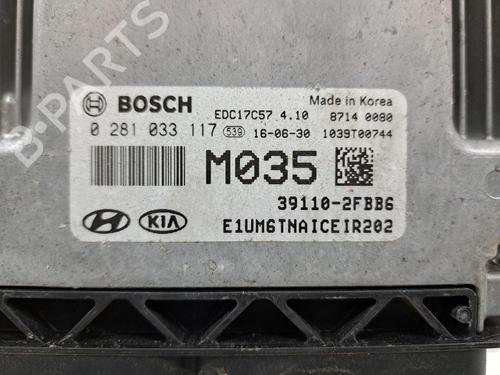 B-PARTS
BOSCH
EDC17C57 4.10
Made in Korea
8714 0080
0 281 033 117 539 16-06-30 1039T00744
M035
39110-2FBB6
KIA
E1UM6TNAICEIR202